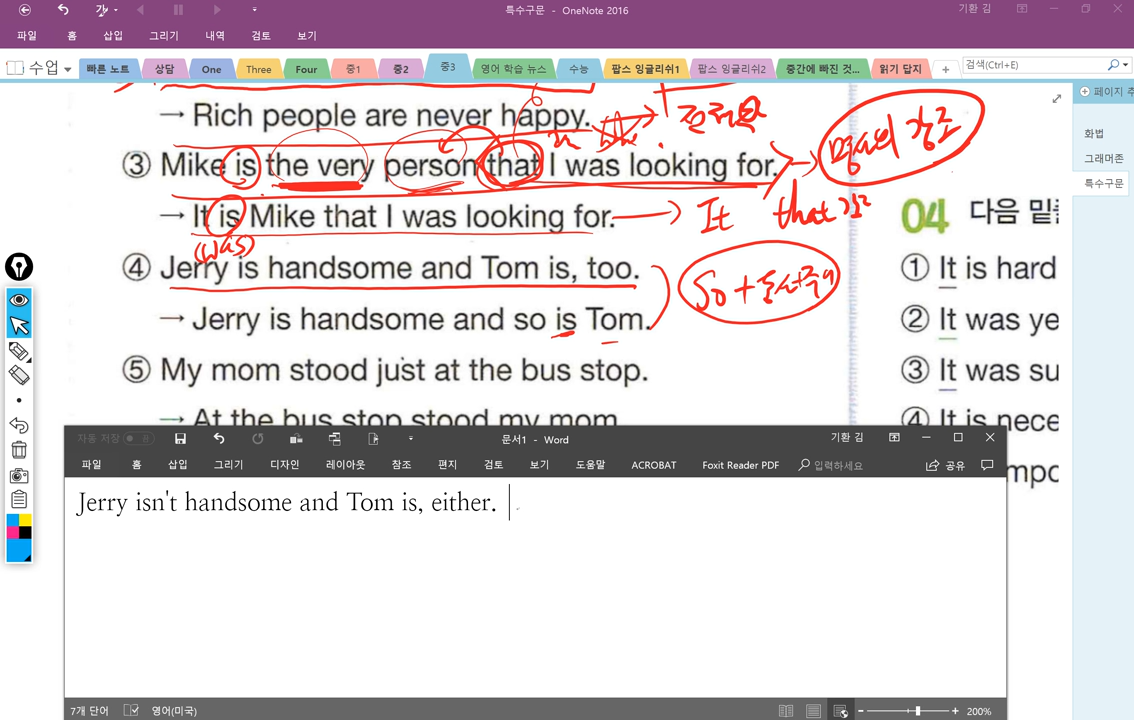 특수구문 - OneNote 2016
기환 김
파일 홈 삽입 그리기 내역 검토 보기
수업 빠른 노트 상담 One Three Four 중1 중2 중3 영어 학습 뉴스 수능 팝스 잉글리쉬1 팝스 잉글리쉬2 중간에 빠진 것... 읽기 답지 +
검색(Ctrl+E)
페이지 추
화법
그래머존
특수구문
→ Rich people are never happy.
③ Mike is the very person that I was looking for.
명사의 강조
→ It is Mike that I was looking for.
It that 강조
(was)
④ Jerry is handsome and Tom is, too.
So + 동사+주어
→ Jerry is handsome and so is Tom.
⑤ My mom stood just at the bus stop.
→ At the bus stop stood my mom
04 다음 밑줄
① It is hard
② It was ye
③ It was su
④ It is nece
mpo
자동 저장 문서1 - Word 기환 김
파일 홈 삽입 그리기 디자인 레이아웃 참조 편지 검토 보기 도움말 ACROBAT Foxit Reader PDF 입력하세요 공유
Jerry isn't handsome and Tom is, either.
7개 단어 영어(미국) 200%